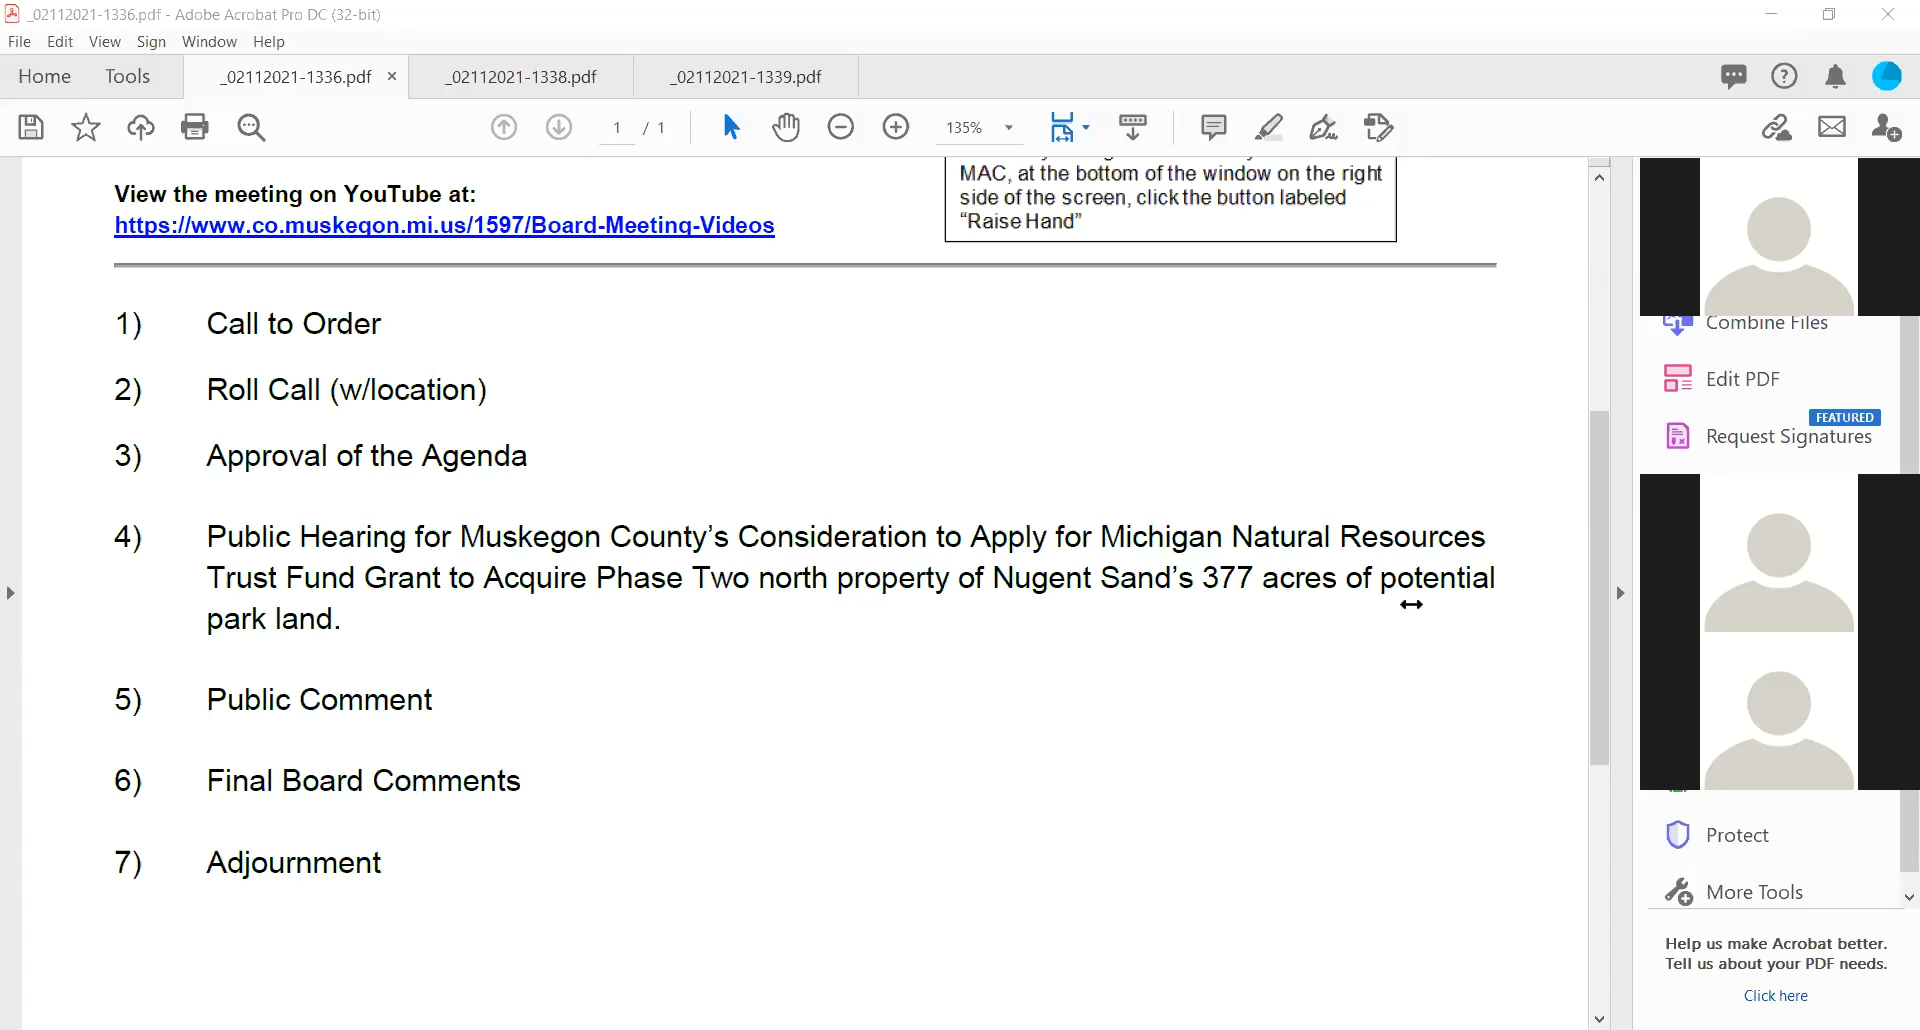 _02112021-1336.pdf - Adobe Acrobat Pro DC (32-bit)
File Edit View Sign Window Help
Home Tools _02112021-1336.pdf × _02112021-1338.pdf _02112021-1339.pdf
1 / 1 135%
View the meeting on YouTube at:
https://www.co.muskegon.mi.us/1597/Board-Meeting-Videos
MAC, at the bottom of the window on the right
side of the screen, click the button labeled
“Raise Hand”
1) Call to Order
2) Roll Call (w/location)
3) Approval of the Agenda
4) Public Hearing for Muskegon County’s Consideration to Apply for Michigan Natural Resources
Trust Fund Grant to Acquire Phase Two north property of Nugent Sand’s 377 acres of potential
park land.
5) Public Comment
6) Final Board Comments
7) Adjournment
Combine Files
Edit PDF
FEATURED
Request Signatures
Protect
More Tools
Help us make Acrobat better.
Tell us about your PDF needs.
Click here